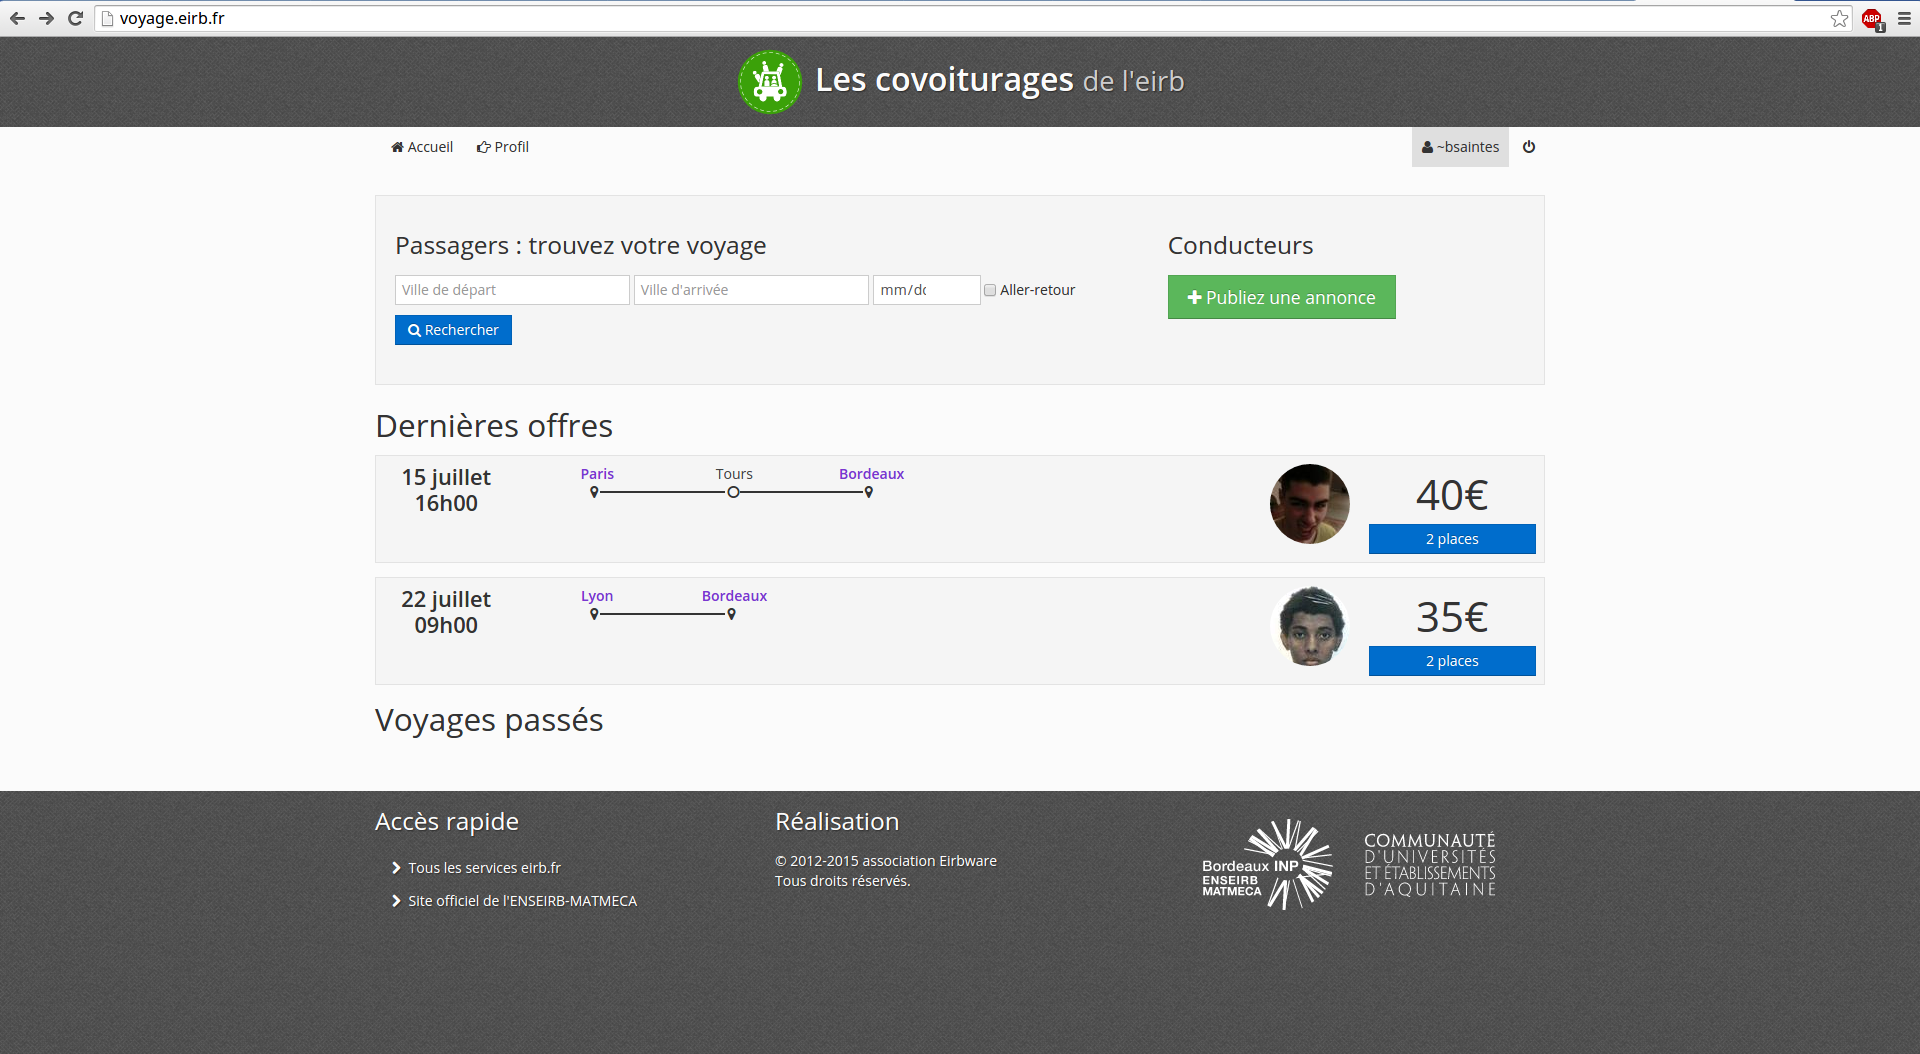 voyage.eirb.fr
ABP
1
Les covoiturages de l'eirb
Accueil
Profil
~bsaintes
Passagers : trouvez votre voyage
Conducteurs
Ville de départ
Ville d'arrivée
mm/dd
Aller-retour
Publiez une annonce
Rechercher
Dernières offres
15 juillet
16h00
Paris
Tours
Bordeaux
40€
2 places
22 juillet
09h00
Lyon
Bordeaux
35€
2 places
Voyages passés
Accès rapide
Tous les services eirb.fr
Site officiel de l'ENSEIRB-MATMECA
Réalisation
© 2012-2015 association Eirbware
Tous droits réservés.
Bordeaux INP
ENSEIRB
MATMECA
COMMUNAUTÉ
D'UNIVERSITÉS
ET ÉTABLISSEMENTS
D'AQUITAINE